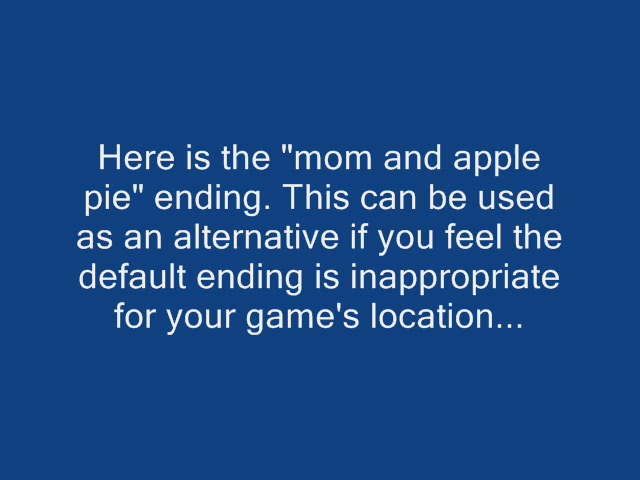 Here is the "mom and apple
pie" ending. This can be used
as an alternative if you feel the
default ending is inappropriate
for your game's location...